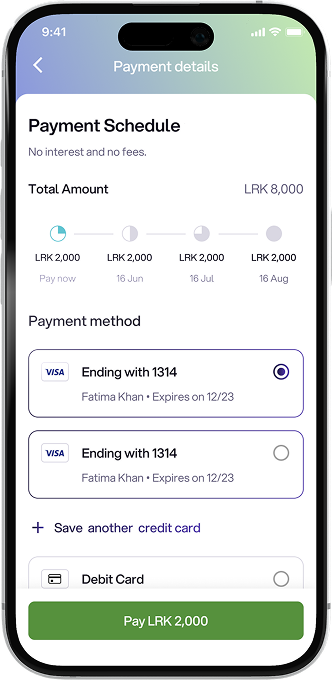 9:41
Payment details
Payment Schedule
No interest and no fees.
Total Amount LRK 8,000
LRK 2,000 LRK 2,000 LRK 2,000 LRK 2,000
Pay now 16 Jun 16 Jul 16 Aug
Payment method
VISA Ending with 1314
Fatima Khan • Expires on 12/23
VISA Ending with 1314
Fatima Khan • Expires on 12/23
+ Save another credit card
Debit Card
Pay LRK 2,000